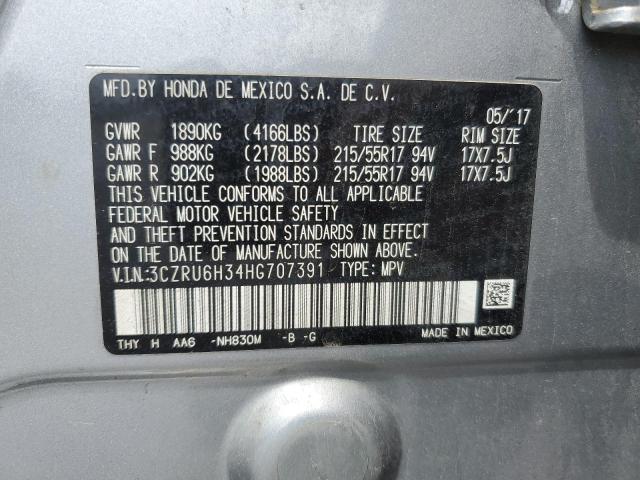 MFD.BY HONDA DE MEXICO S.A. DE C.V.
05/'17
GVWR 1890KG (4166LBS) TIRE SIZE RIM SIZE
GAWR F 988KG (2178LBS) 215/55R17 94V 17X7.5J
GAWR R 902KG (1988LBS) 215/55R17 94V 17X7.5J
THIS VEHICLE CONFORMS TO ALL APPLICABLE
FEDERAL MOTOR VEHICLE SAFETY
AND THEFT PREVENTION STANDARDS IN EFFECT
ON THE DATE OF MANUFACTURE SHOWN ABOVE.
V.I.N.:3CZRU6H34HG707391 TYPE: MPV
THY H AA6 -NH830M -B -G MADE IN MEXICO